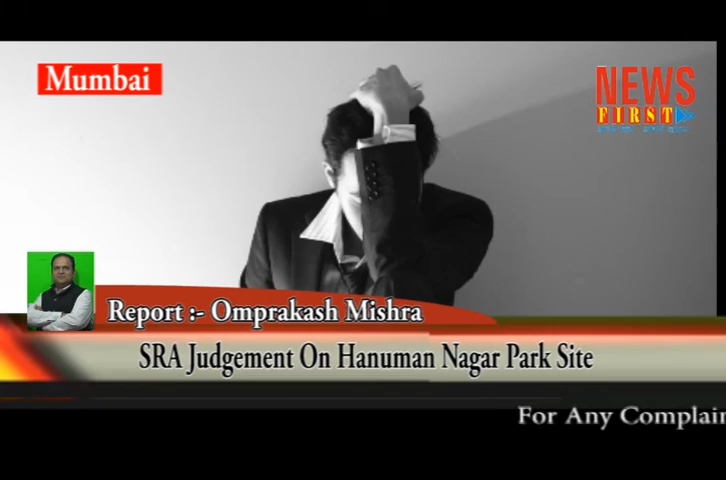 Mumbai
NEWS
FIRST
Report :- Omprakash Mishra
SRA Judgement On Hanuman Nagar Park Site
For Any Complain